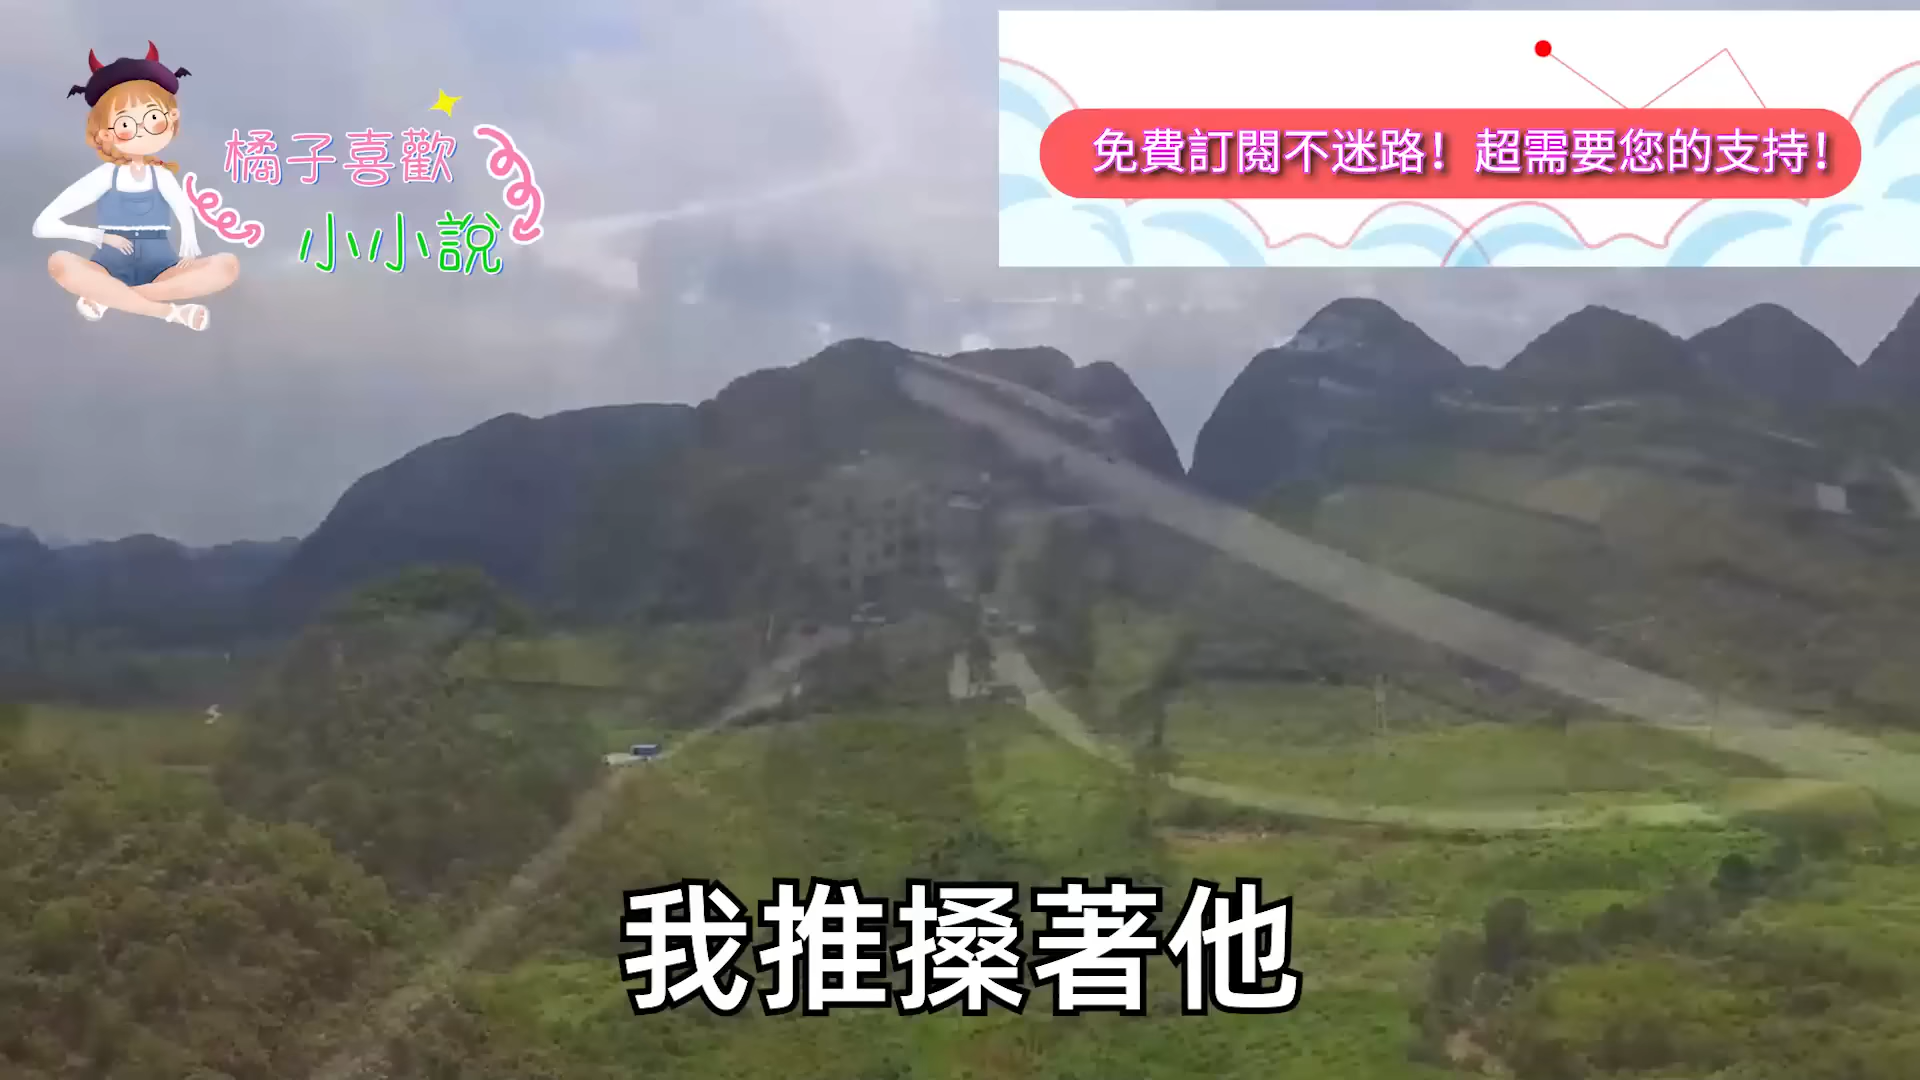 橘子喜歡
小小說
免費訂閱不迷路！超需要您的支持！
我推搡著他